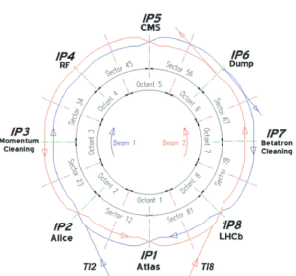 IP5
CMS
IP4
RF
IP6
Dump
Sector 45
Sector 56
Octant 5
Octant 4
Octant 6
Sector 34
Sector 67
IP3
Momentum
Cleaning
Octant 3
Beam 1
Beam 2
Octant
IP7
Betatron
Cleaning
Sector 23
Sector 78
Octant 2
Octant 8
Octant 1
IP2
Alice
Sector 12
Sector 81
IP8
LHCb
IP1
Atlas
TI2
TI8